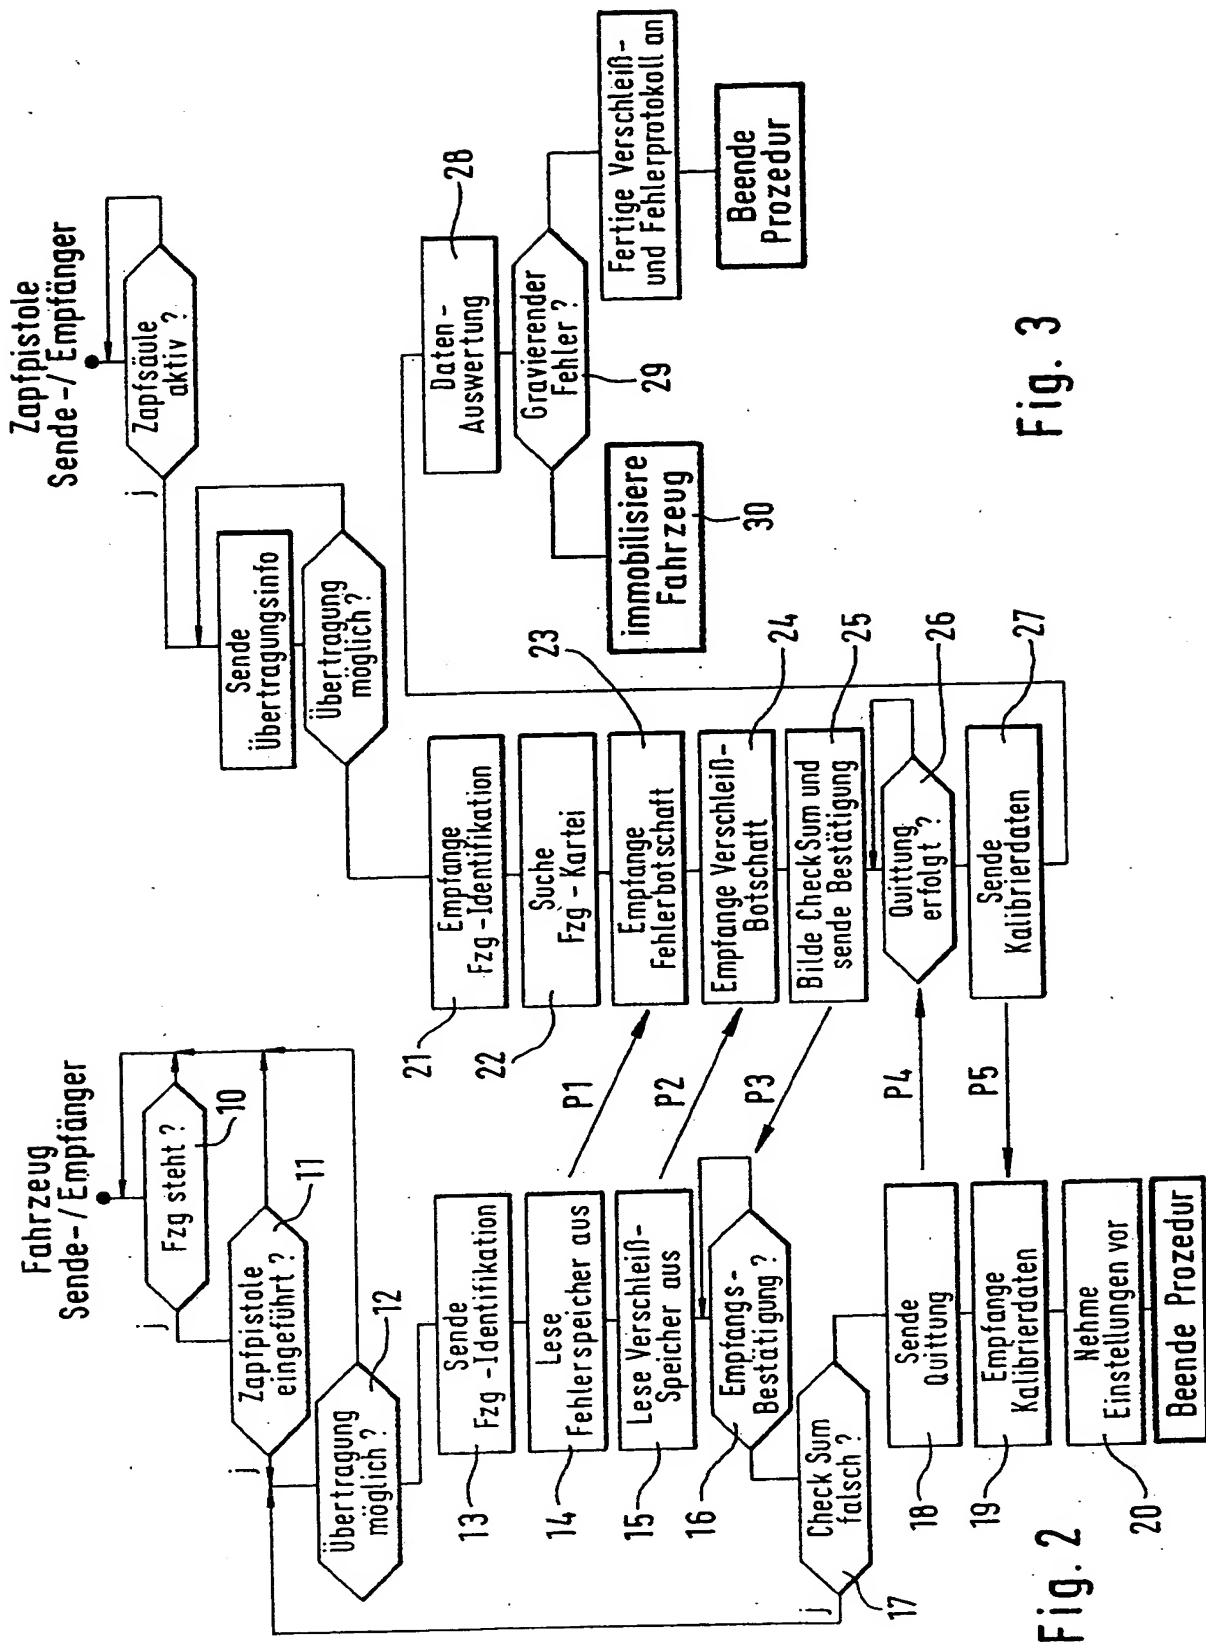 Fahrzeug
Sende-/Empfänger
Fzg steht ?
10
j
Zapfpistole
eingeführt ?
11
j
Übertragung
möglich ?
12
Sende
Fzg-Identifikation
13
Lese
Fehlerspeicher aus
14
P1
Lese Verschleiß-
Speicher aus
15
P2
Empfangs-
Bestätigung ?
16
P3
Check Sum
falsch ?
17
j
Sende
Quittung
18
P4
Empfange
Kalibrierdaten
19
P5
Nehme
Einstellungen vor
20
Beende Prozedur
Fig. 2
Zapfpistole
Sende-/Empfänger
Zapfsäule
aktiv ?
j
Sende
Übertragungsinfo
Übertragung
möglich ?
Empfange
Fzg-Identifikation
21
Suche
Fzg-Kartei
22
Empfange
Fehlerbotschaft
23
Empfange Verschleiß-
Botschaft
24
Bilde CheckSum und
sende Bestätigung
25
Quittung
erfolgt ?
26
Sende
Kalibrierdaten
27
Daten-
Auswertung
28
Gravierender
Fehler ?
29
immobilisiere
Fahrzeug
30
Fertige Verschleiß-
und Fehlerprotokoll an
Beende
Prozedur
Fig. 3